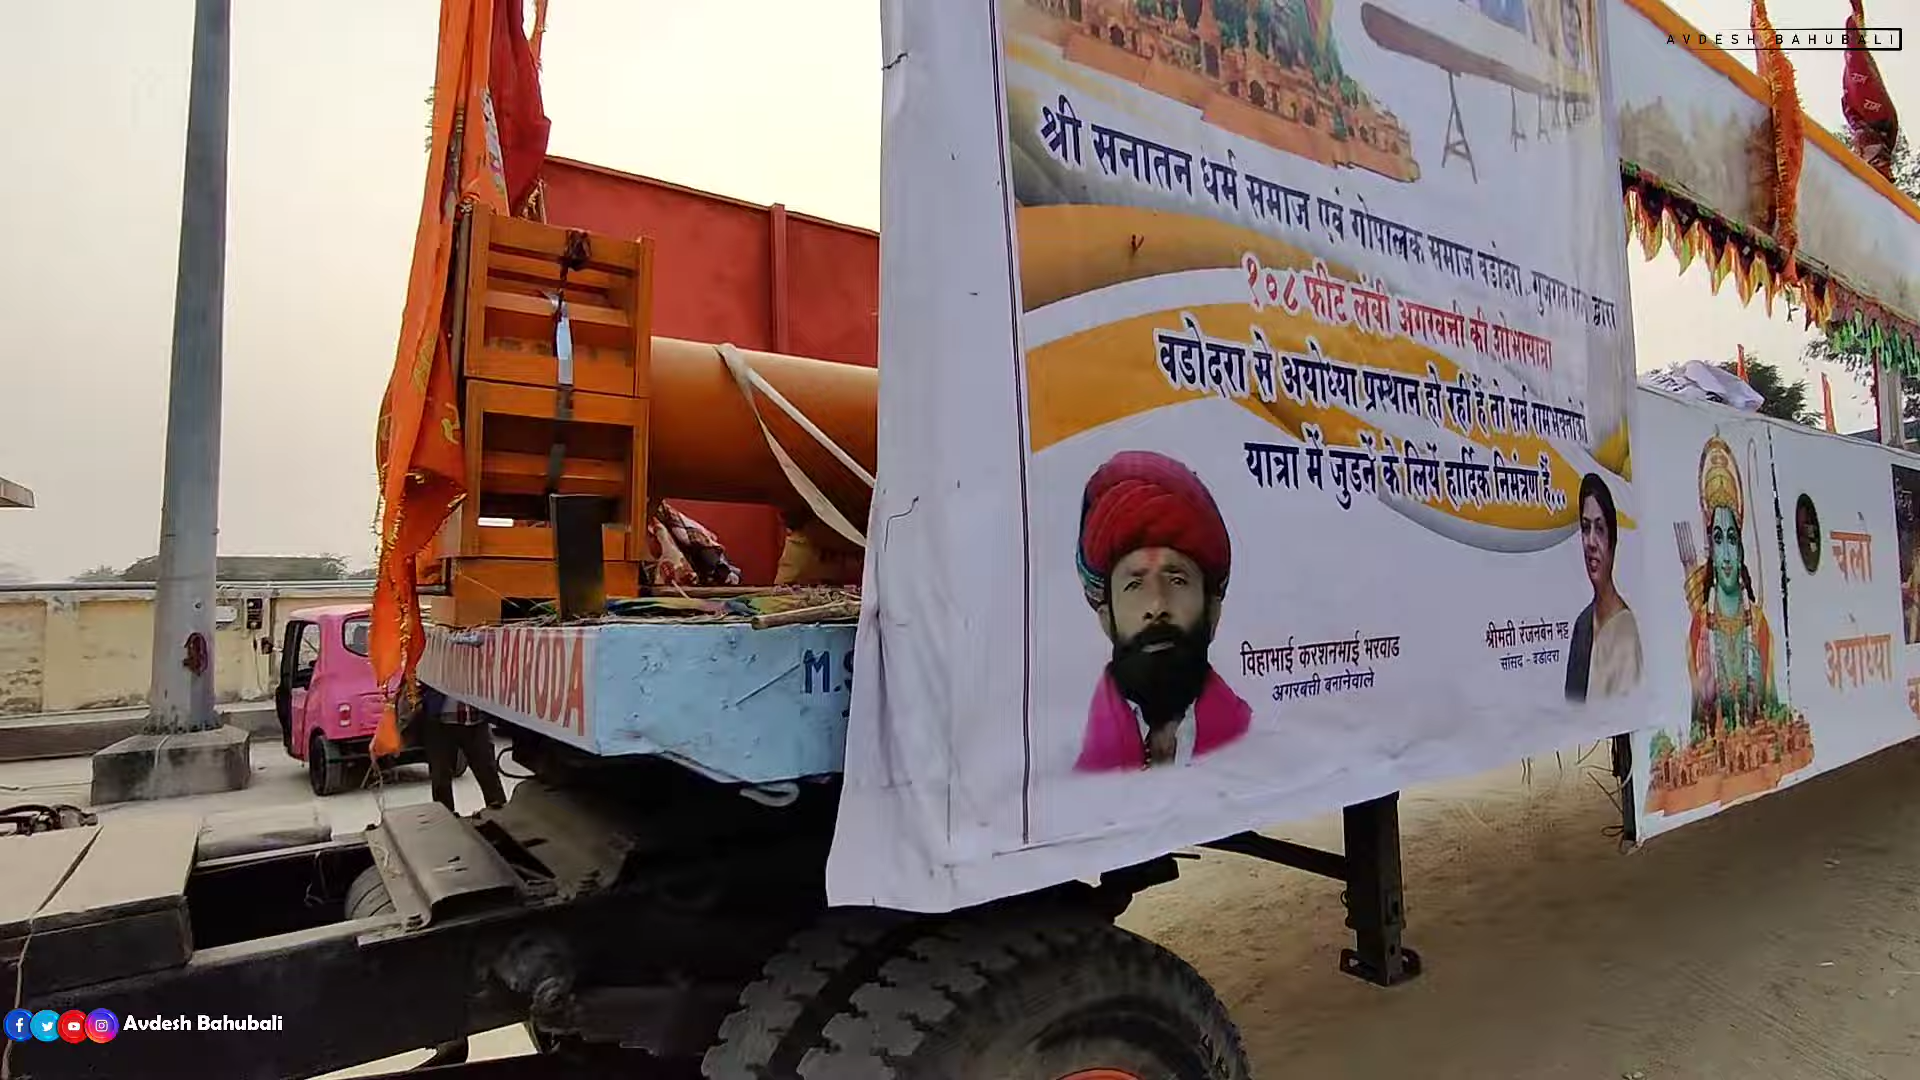 AVDESH BAHUBALI
श्री सनातन धर्म समाज एवं गोपालक समाज वडोदरा - गुजरात द्वारा
१०८ फीट लंबी अगरबत्ती की शोभायात्रा
वडोदरा से अयोध्या प्रस्थान हो रही हैं तो सर्व रामभक्तोंको
यात्रा में जुडनें के लियें हार्दिक निमंत्रण हैं...
विहाभाई करशनभाई भरवाड
अगरबत्ती बनानेवाले
श्रीमती रंजनबेन भट्ट
सांसद - वडोदरा
चलो
अयोध्या
BARODA
M.S
Avdesh Bahubali